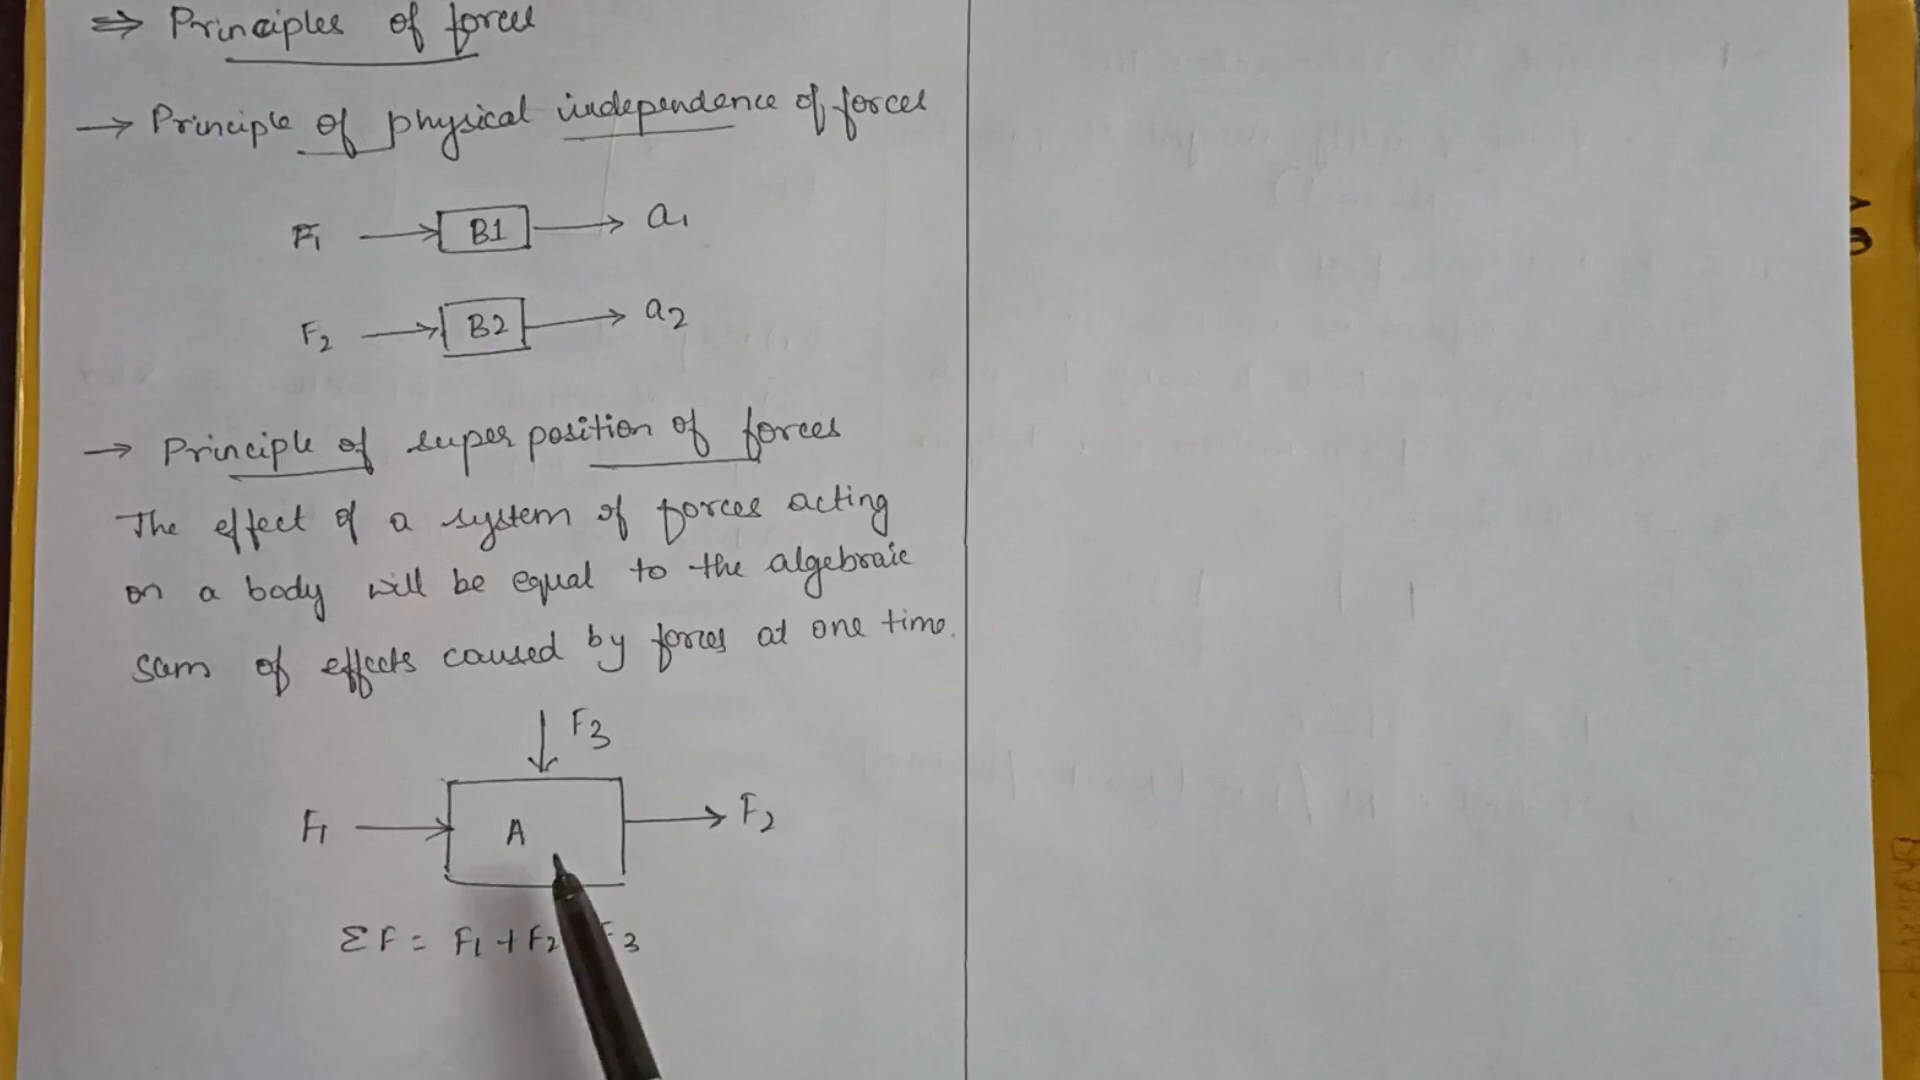 ⇒ Principles of forces
→ Principle of physical independence of forces
F1 → B1 → a1
F2 → B2 → a2
→ Principle of super position of forces
The effect of a system of forces acting
on a body will be equal to the algebraic
sum of effects caused by forces at one time.
F3
F1 → A → F2
ΣF = F1 + F2 F3